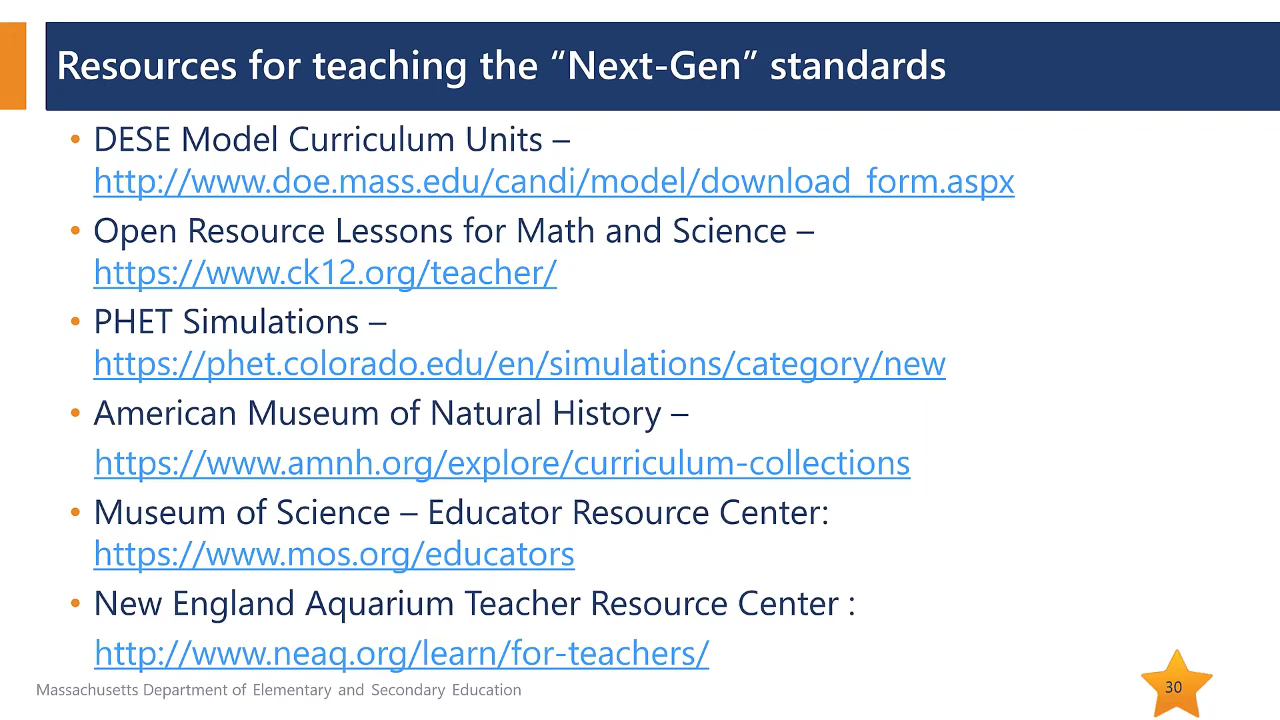 Resources for teaching the “Next-Gen” standards
• DESE Model Curriculum Units –
http://www.doe.mass.edu/candi/model/download_form.aspx
• Open Resource Lessons for Math and Science –
https://www.ck12.org/teacher/
• PHET Simulations –
https://phet.colorado.edu/en/simulations/category/new
• American Museum of Natural History –
https://www.amnh.org/explore/curriculum-collections
• Museum of Science – Educator Resource Center:
https://www.mos.org/educators
• New England Aquarium Teacher Resource Center :
http://www.neaq.org/learn/for-teachers/
Massachusetts Department of Elementary and Secondary Education
30